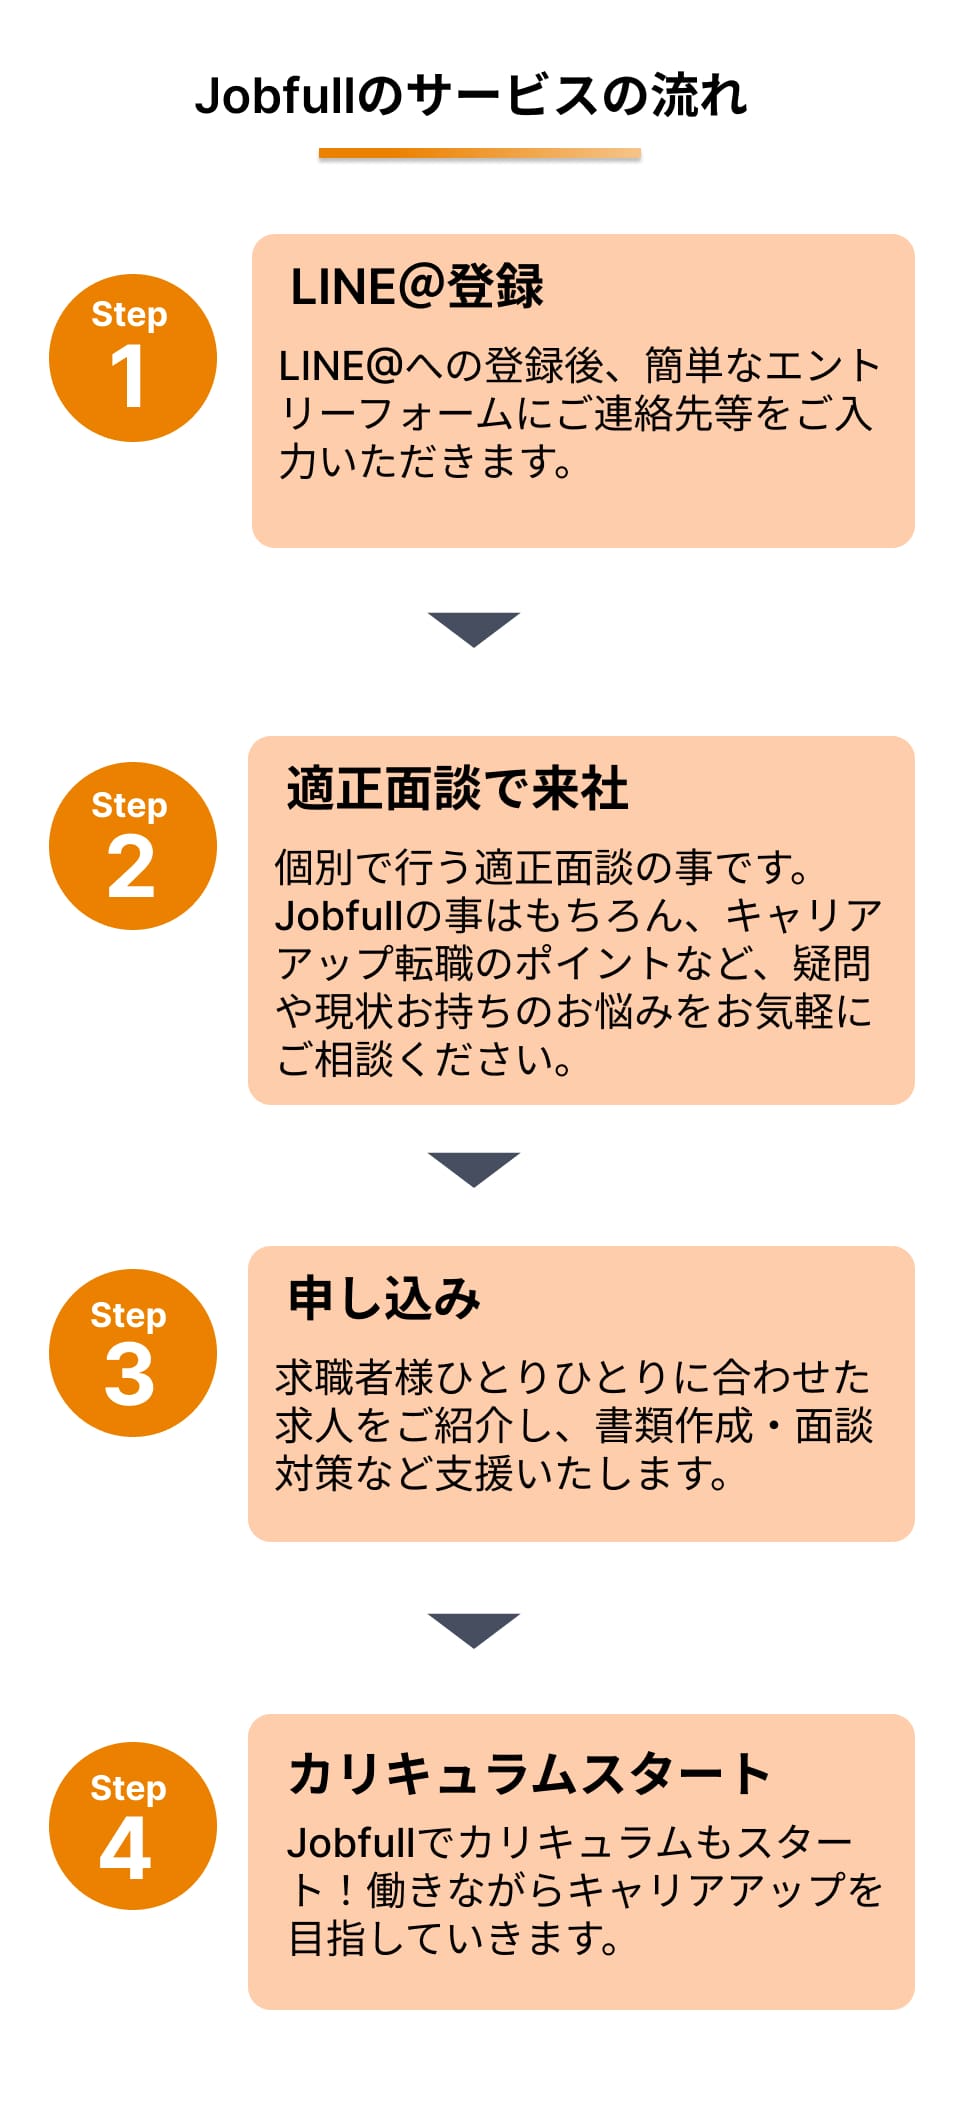 Jobfullのサービスの流れ
Step
1
LINE@登録
LINE@への登録後、簡単なエント
リーフォームにご連絡先等をご入
力いただきます。
Step
2
適正面談で来社
個別で行う適正面談の事です。
Jobfullの事はもちろん、キャリア
アップ転職のポイントなど、疑問
や現状お持ちのお悩みをお気軽に
ご相談ください。
Step
3
申し込み
求職者様ひとりひとりに合わせた
求人をご紹介し、書類作成・面談
対策など支援いたします。
Step
4
カリキュラムスタート
Jobfullでカリキュラムもスター
ト！働きながらキャリアアップを
目指していきます。